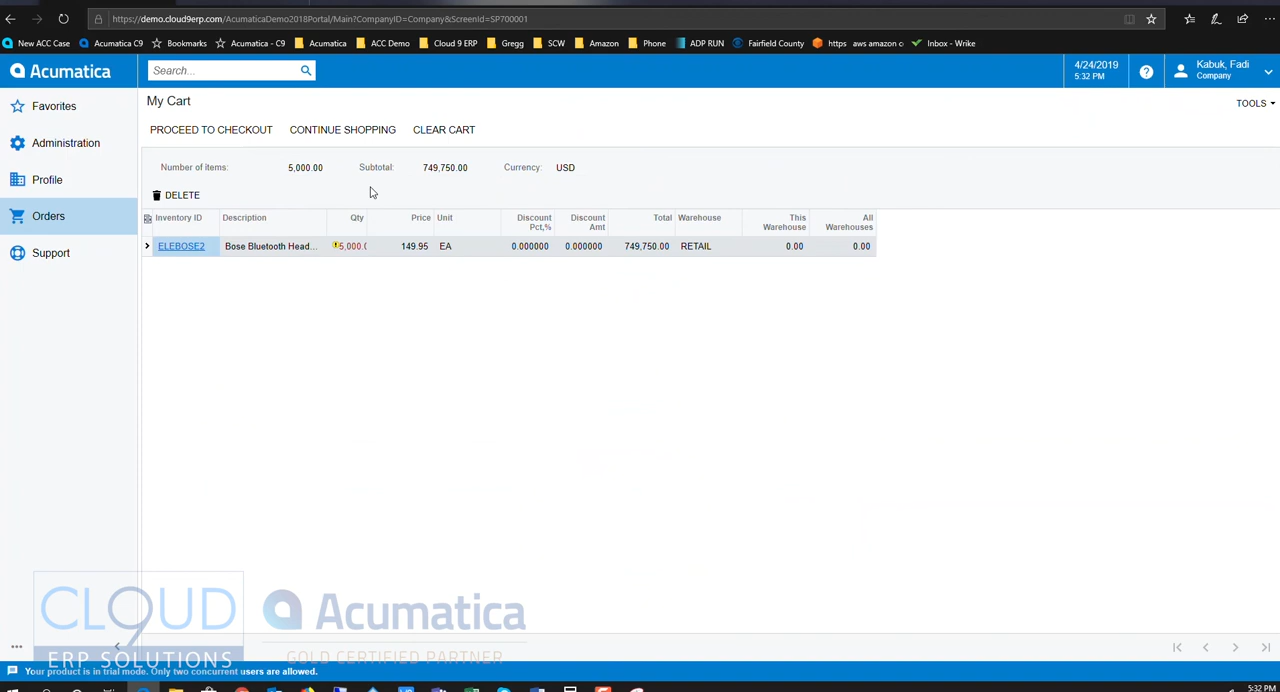 https://demo.cloud9erp.com/AcumaticaDemo2018Portal/Main?CompanyID=Company&ScreenId=SP700001
New ACC Case Acumatica C9 Bookmarks Acumatica - C9 Acumatica ACC Demo Cloud 9 ERP Gregg SCW Amazon Phone ADP RUN Fairfield County https aws amazon c Inbox - Wrike
Acumatica Search... 4/24/2019 5:32 PM ? Kabuk, Fadi Company
Favorites
Administration
Profile
Orders
Support
My Cart
TOOLS
PROCEED TO CHECKOUT CONTINUE SHOPPING CLEAR CART
Number of items: 5,000.00 Subtotal: 749,750.00 Currency: USD
DELETE
Inventory ID Description Qty Price Unit Discount Pct,% Discount Amt Total Warehouse This Warehouse All Warehouses
ELEBOSE2 Bose Bluetooth Head... 5,000.( 149.95 EA 0.000000 0.000000 749,750.00 RETAIL 0.00 0.00
CLOUD 9
ERP SOLUTIONS
Acumatica
GOLD CERTIFIED PARTNER
Your product is in trial mode. Only two concurrent users are allowed.
5:32 PM